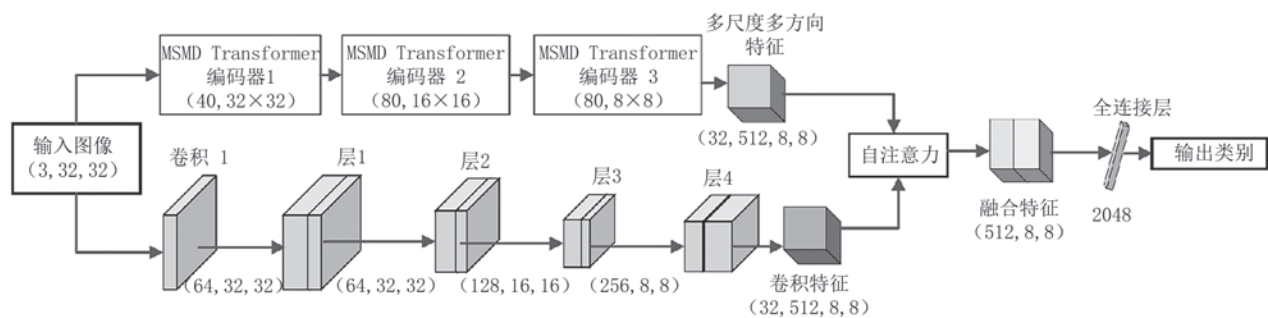 输入图像
(3,32,32)
MSMD Transformer
编码器1
(40,32×32)
MSMD Transformer
编码器 2
(80,16×16)
MSMD Transformer
编码器 3
(80,8×8)
多尺度多方向
特征
(32,512,8,8)
卷积 1
(64,32,32)
层1
(64,32,32)
层2
(128,16,16)
层3
(256,8,8)
层4
卷积特征
(32,512,8,8)
自注意力
融合特征
(512,8,8)
全连接层
2048
输出类别